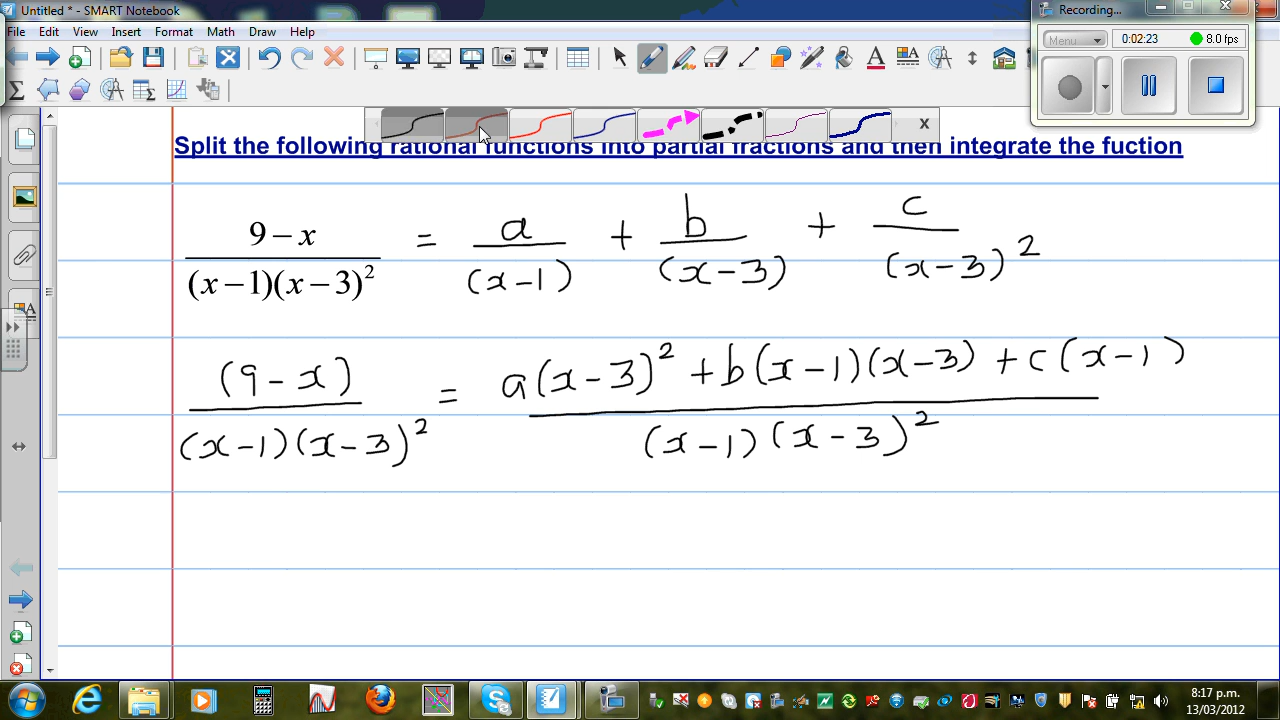 Untitled * - SMART Notebook
Recording...
File Edit View Insert Format Math Tools Draw Help
Menu 0:02:23 8.0 fps
Split the following rational functions into partial fractions and then integrate the fuction
9 − x / (x − 1)(x − 3)² = a / (x − 1) + b / (x − 3) + c / (x − 3)²
(9 − x) / (x − 1)(x − 3)² = a(x − 3)² + b(x − 1)(x − 3) + c(x − 1) / (x − 1)(x − 3)²
8:17 p.m.
13/03/2012